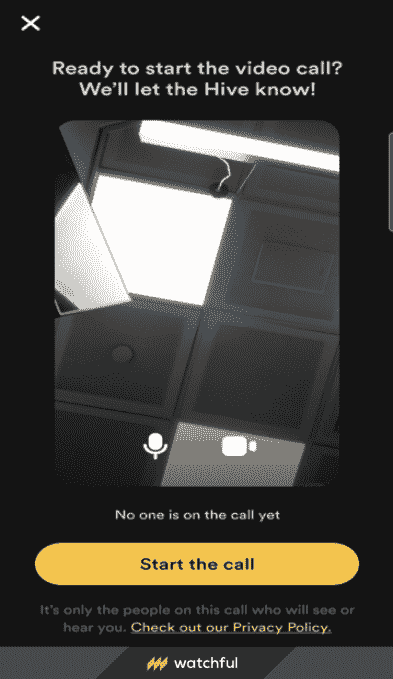 Ready to start the video call?
We'll let the Hive know!
No one is on the call yet
Start the call
It's only the people on this call who will see or
hear you. Check out our Privacy Policy.
watchful